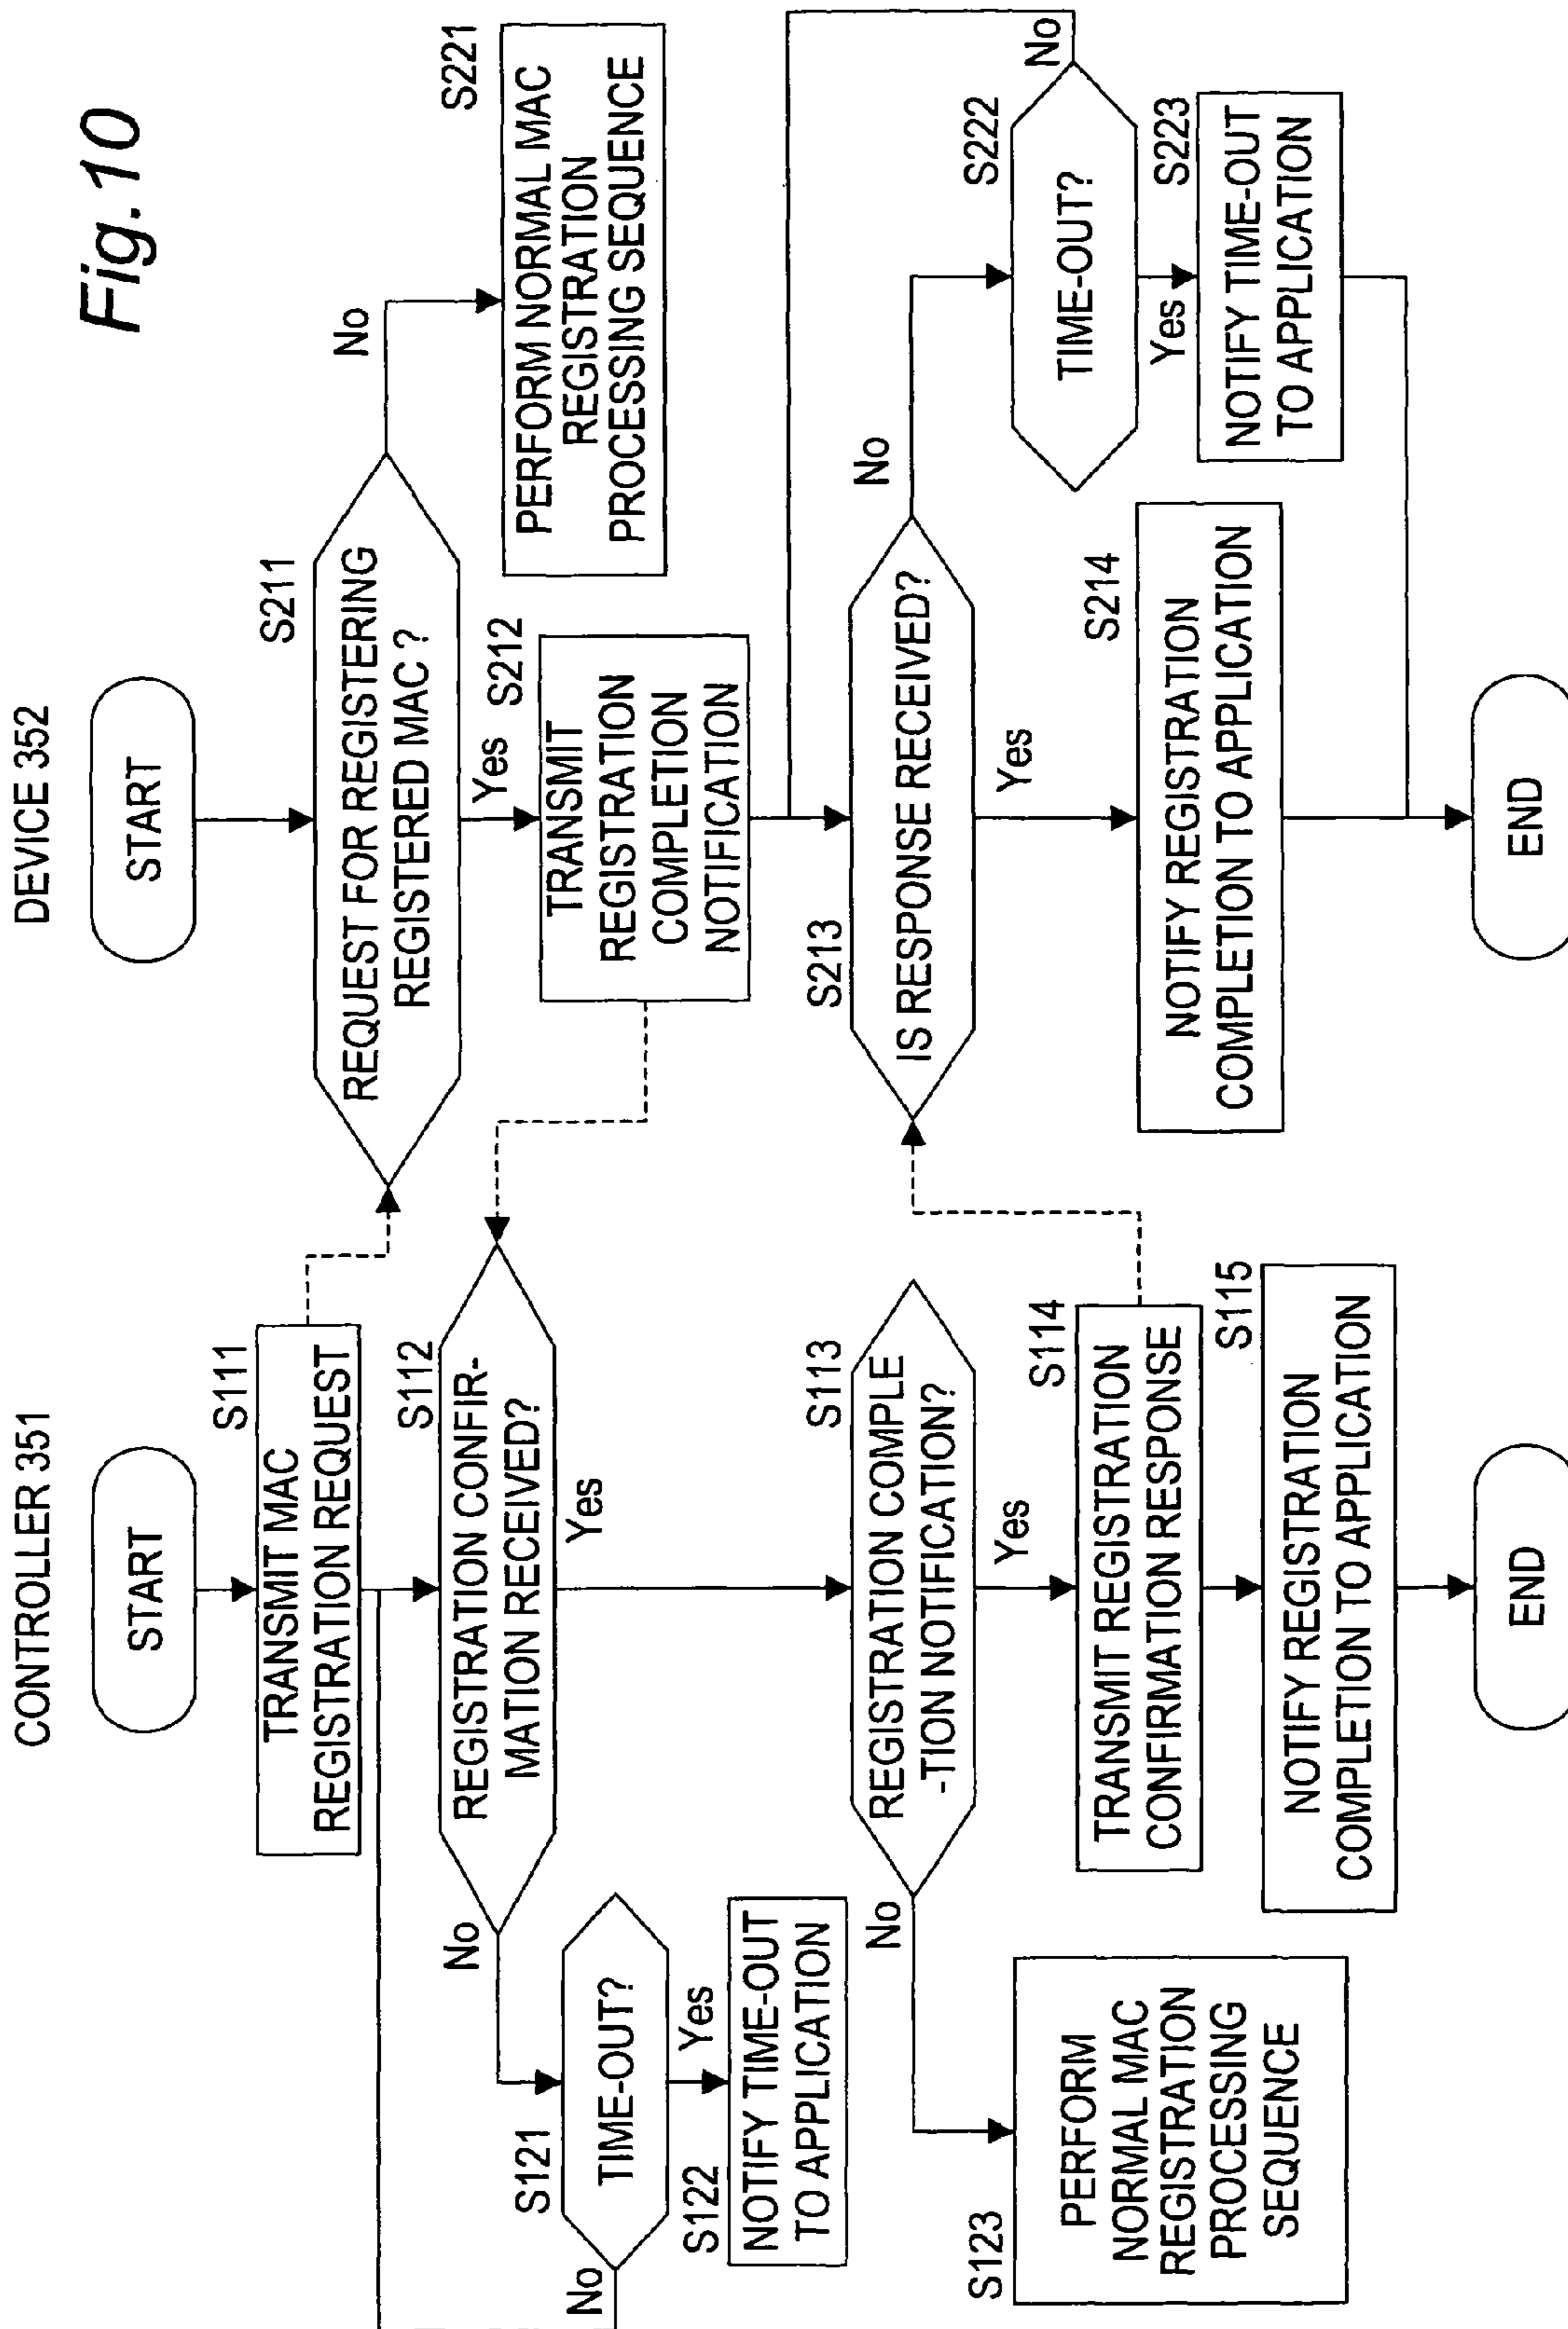 Fig.10
CONTROLLER 351
START
S111
TRANSMIT MAC
REGISTRATION REQUEST
S112
REGISTRATION CONFIR-
MATION RECEIVED?
No
Yes
S121
TIME-OUT?
No
Yes
S122
NOTIFY TIME-OUT
TO APPLICATION
S113
REGISTRATION COMPLE
-TION NOTIFICATION?
No
Yes
S123
PERFORM
NORMAL MAC
REGISTRATION
PROCESSING
SEQUENCE
S114
TRANSMIT REGISTRATION
CONFIRMATION RESPONSE
S115
NOTIFY REGISTRATION
COMPLETION TO APPLICATION
END
DEVICE 352
START
S211
REQUEST FOR REGISTERING
REGISTERED MAC ?
No
Yes
S221
PERFORM NORMAL MAC
REGISTRATION
PROCESSING SEQUENCE
S212
TRANSMIT
REGISTRATION
COMPLETION
NOTIFICATION
S213
IS RESPONSE RECEIVED?
No
Yes
S222
TIME-OUT?
No
Yes
S223
NOTIFY TIME-OUT
TO APPLICATION
S214
NOTIFY REGISTRATION
COMPLETION TO APPLICATION
END